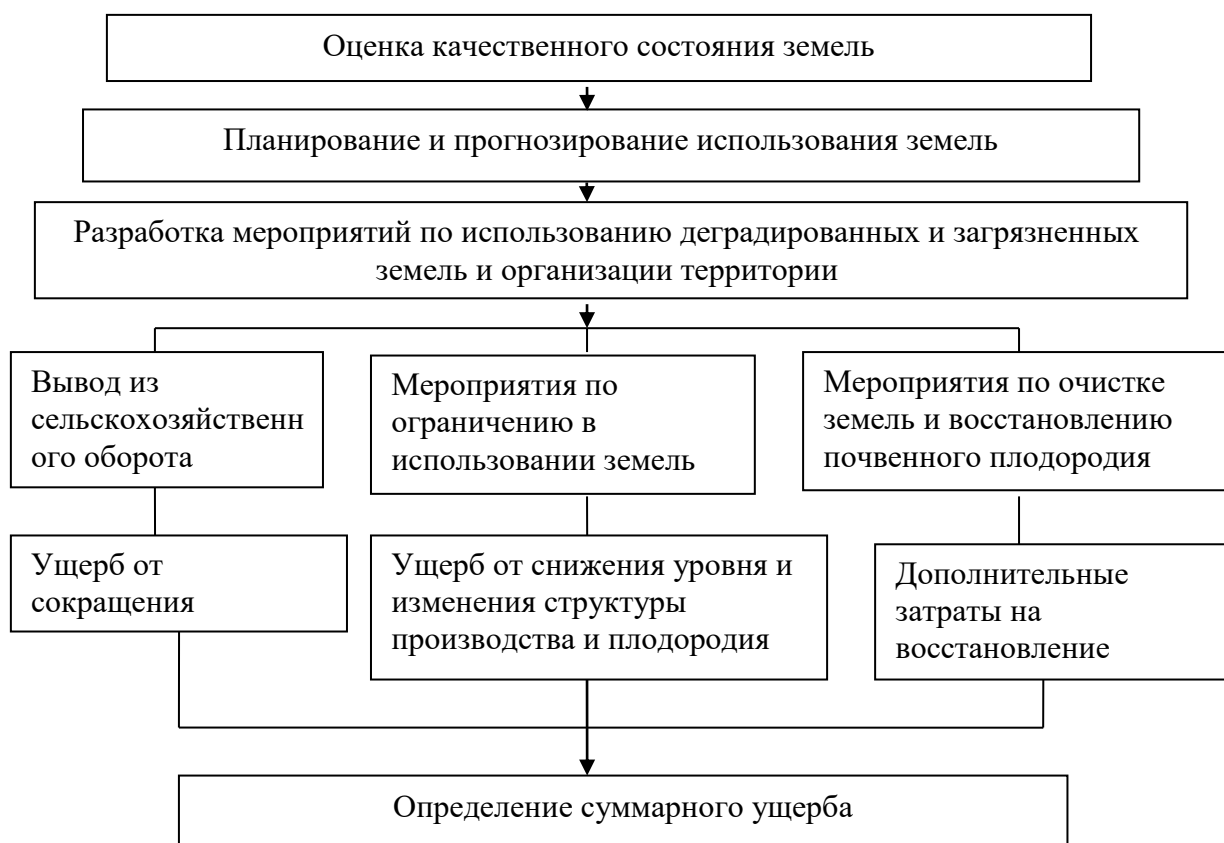 Оценка качественного состояния земель
Планирование и прогнозирование использования земель
Разработка мероприятий по использованию деградированных и загрязненных
земель и организации территории
Вывод из
сельскохозяйственн
ого оборота
Мероприятия по
ограничению в
использовании земель
Мероприятия по очистке
земель и восстановлению
почвенного плодородия
Ущерб от
сокращения
Ущерб от снижения уровня и
изменения структуры
производства и плодородия
Дополнительные
затраты на
восстановление
Определение суммарного ущерба